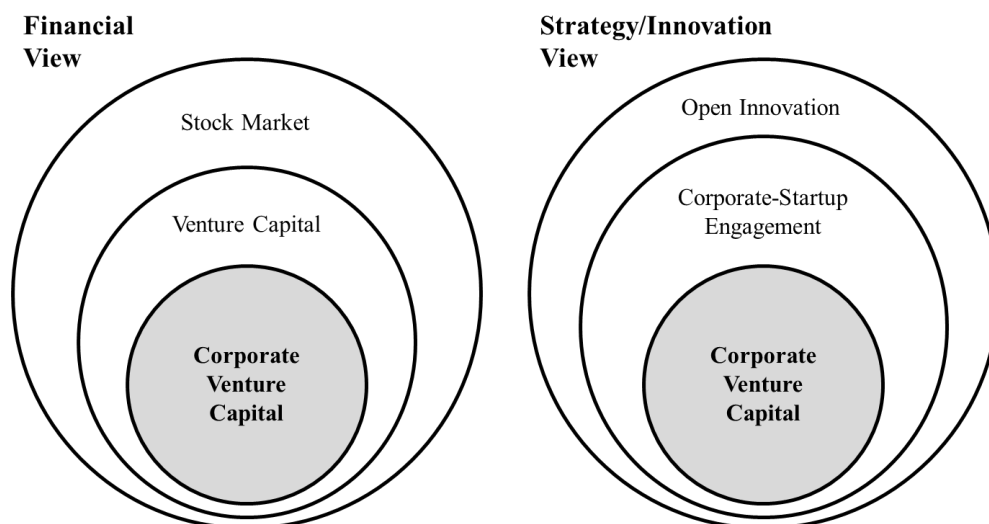 Financial
View
Stock Market
Venture Capital
Corporate
Venture
Capital
Strategy/Innovation
View
Open Innovation
Corporate-Startup
Engagement
Corporate
Venture
Capital